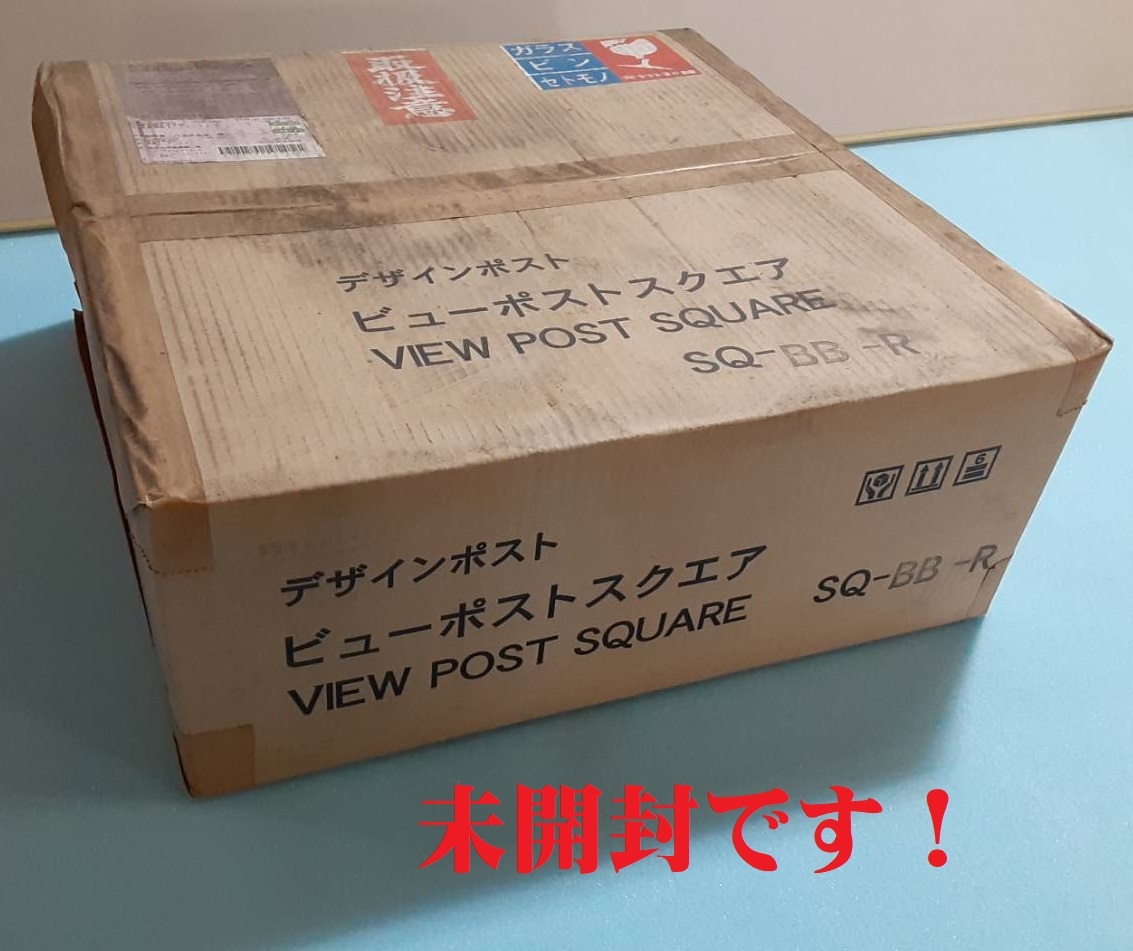 取扱注意
ガラス
ビン
セトモノ
デザインポスト
ビューポストスクエア
VIEW POST SQUARE
SQ-BB-R
6
デザインポスト
ビューポストスクエア
VIEW POST SQUARE
SQ-BB-R
未開封です！